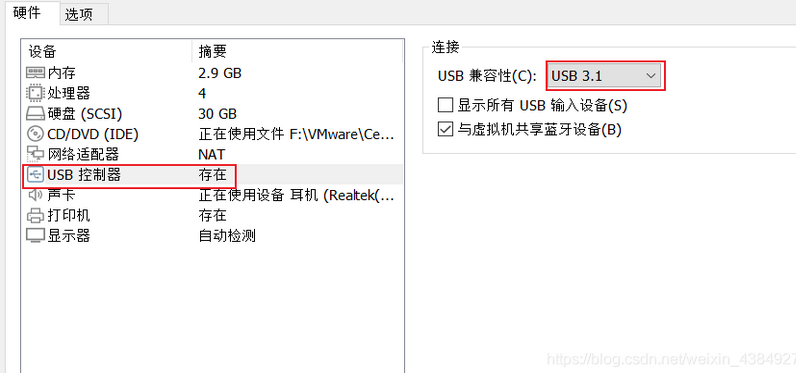 硬件 选项
设备 摘要
内存 2.9 GB
处理器 4
硬盘 (SCSI) 30 GB
CD/DVD (IDE) 正在使用文件 F:\VMware\Ce...
网络适配器 NAT
USB 控制器 存在
声卡 正在使用设备 耳机 (Realtek(...
打印机 存在
显示器 自动检测
连接
USB 兼容性(C): USB 3.1
显示所有 USB 输入设备(S)
与虚拟机共享蓝牙设备(B)
https://blog.csdn.net/weixin_4384927